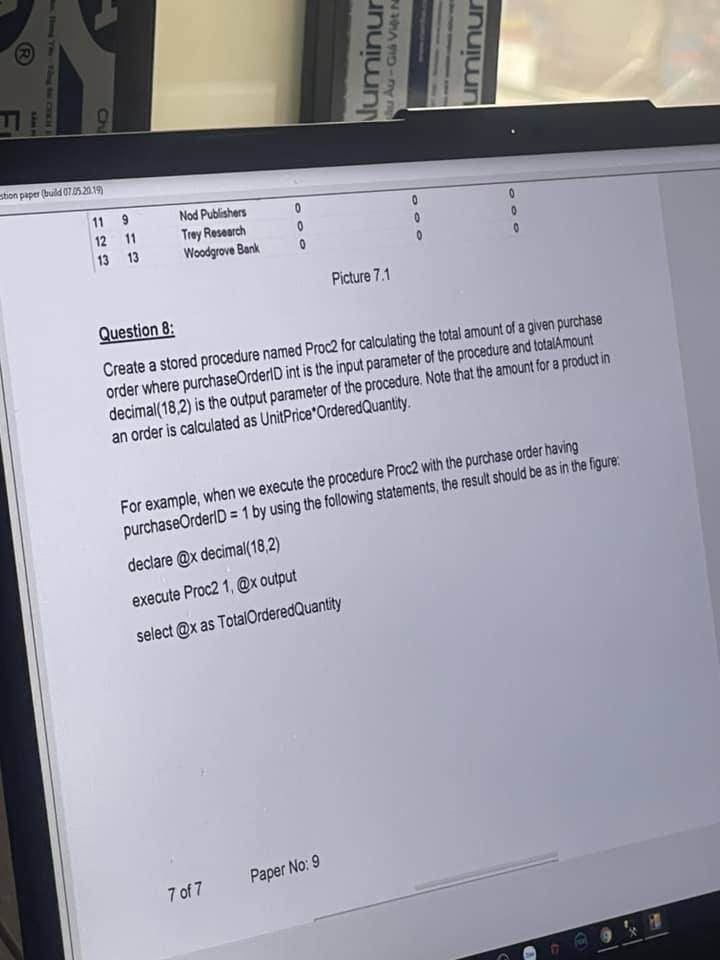 ®
Juminur
Âu Âu - Giá Việt N
uminur
stion paper (build 07.05.20.19)
11 9 Nod Publishers 0 0 0
12 11 Trey Research 0 0 0
13 13 Woodgrove Bank 0 0 0
Picture 7.1
Question 8:
Create a stored procedure named Proc2 for calculating the total amount of a given purchase
order where purchaseOrderID int is the input parameter of the procedure and totalAmount
decimal(18,2) is the output parameter of the procedure. Note that the amount for a product in
an order is calculated as UnitPrice*OrderedQuantity.
For example, when we execute the procedure Proc2 with the purchase order having
purchaseOrderID = 1 by using the following statements, the result should be as in the figure:
declare @x decimal(18,2)
execute Proc2 1, @x output
select @x as TotalOrderedQuantity
7 of 7 Paper No: 9